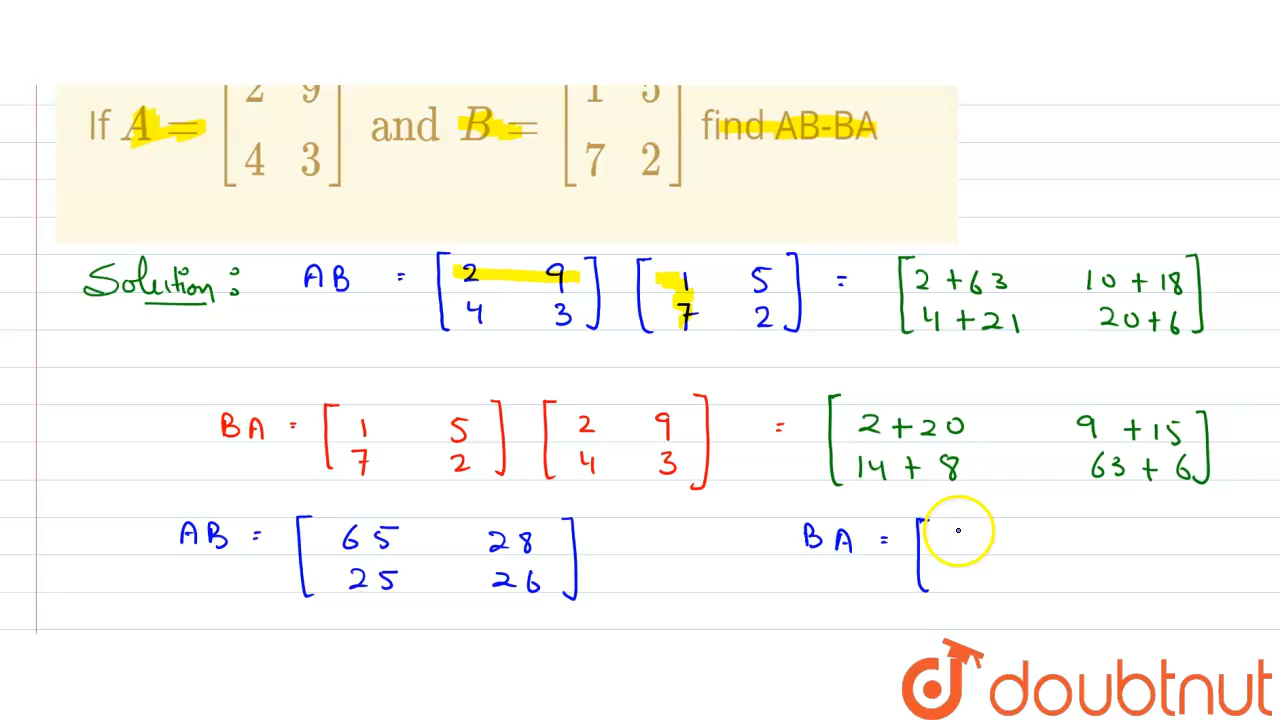 2 9 1 5
If A = and B = find AB-BA
4 3 7 2
Solution : AB = [ 2 9 ] [ 1 5 ] = [ 2+63 10+18 ]
4 3 7 2 4+21 20+6
BA = [ 1 5 ] [ 2 9 ] = [ 2+20 9+15 ]
7 2 4 3 14+8 63+6
AB = [ 65 28 ] BA = [
25 26
doubtnut